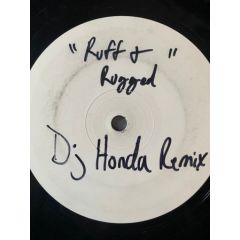 "Ruff & "
Rugged
Dj Honda Remix